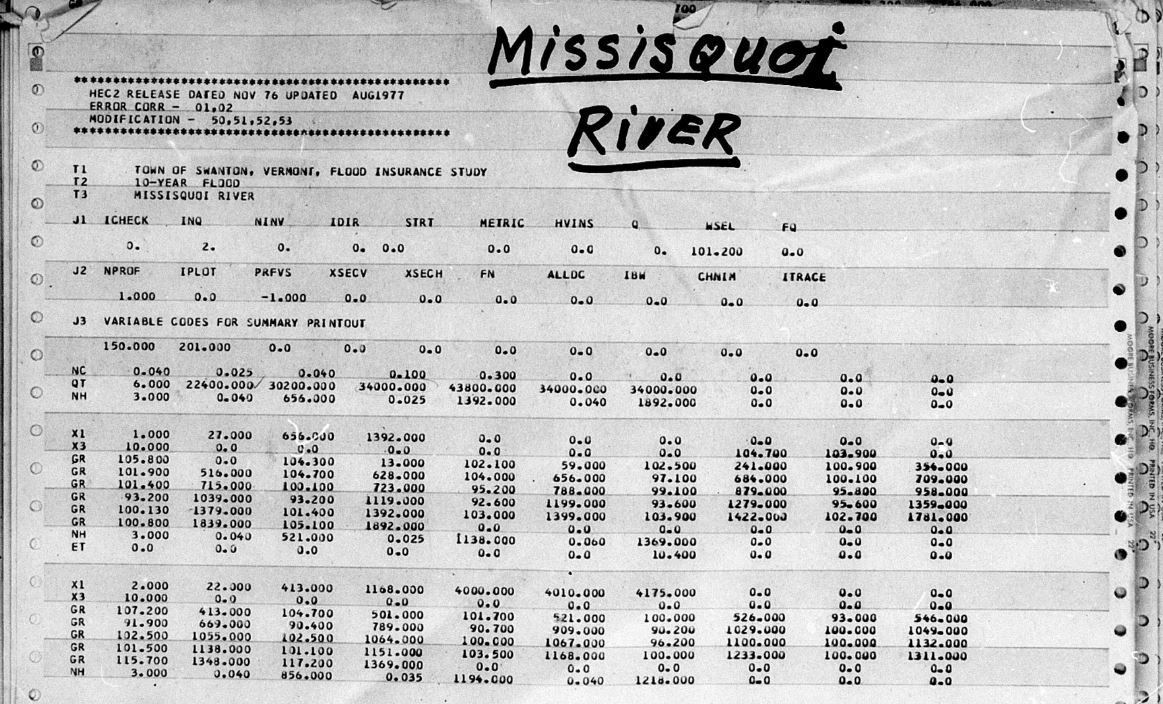 700
Missisquoi
River
****************************************************
HEC2 RELEASE DATED NOV 76 UPDATED AUG1977
ERROR CORR - 01,02
MODIFICATION - 50,51,52,53
****************************************************
T1 TOWN OF SWANTON, VERMONT, FLOOD INSURANCE STUDY
T2 10-YEAR FLOOD
T3 MISSISQUOI RIVER
J1 ICHECK INQ NINV IDIR STRT METRIC HVINS Q WSEL FQ
0. 2. 0. 0. 0.0 0.0 0.0 0. 101.200 0.0
J2 NPROF IPLOT PRFVS XSECV XSECH FN ALLDC IBW CHNIM ITRACE
1.000 0.0 -1.000 0.0 0.0 0.0 0.0 0.0 0.0 0.0
J3 VARIABLE CODES FOR SUMMARY PRINTOUT
150.000 201.000 0.0 0.0 0.0 0.0 0.0 0.0 0.0 0.0
NC 0.040 0.025 0.040 0.100 0.300 0.0 0.0 0.0 0.0 0.0
QT 6.000 22400.000 30200.000 34000.000 43800.000 34000.000 34000.000 0.0 0.0 0.0
NH 3.000 0.040 656.000 0.025 1392.000 0.040 1892.000 0.0 0.0 0.0
X1 1.000 27.000 656.000 1392.000 0.0 0.0 0.0 0.0 0.0 0.0
X3 10.000 0.0 0.0 0.0 0.0 0.0 0.0 104.700 103.900 0.0
GR 105.800 0.0 104.300 13.000 102.100 59.000 102.500 241.000 100.900 354.000
GR 101.900 516.000 104.700 628.000 104.000 656.000 97.100 684.000 100.100 709.000
GR 101.400 715.000 100.100 723.000 95.200 788.000 99.100 879.000 95.800 958.000
GR 93.200 1039.000 93.200 1119.000 92.600 1199.000 93.600 1279.000 95.600 1359.000
GR 100.130 1379.000 101.400 1392.000 103.000 1399.000 103.900 1422.000 102.700 1781.000
GR 100.800 1839.000 105.100 1892.000 0.0 0.0 0.0 0.0 0.0 0.0
NH 3.000 0.040 521.000 0.025 1138.000 0.060 1369.000 0.0 0.0 0.0
ET 0.0 0.0 0.0 0.0 0.0 0.0 10.400 0.0 0.0 0.0
X1 2.000 22.000 413.000 1168.000 4000.000 4010.000 4175.000 0.0 0.0 0.0
X3 10.000 0.0 0.0 0.0 0.0 0.0 0.0 0.0 0.0 0.0
GR 107.200 413.000 104.700 501.000 101.700 521.000 100.000 526.000 93.000 546.000
GR 91.900 669.000 90.400 789.000 90.700 909.000 90.200 1029.000 100.000 1049.000
GR 102.500 1055.000 102.500 1064.000 100.000 1067.000 96.200 1100.000 100.000 1132.000
GR 101.500 1138.000 101.100 1151.000 103.500 1168.000 100.000 1233.000 100.000 1311.000
GR 115.700 1348.000 117.200 1369.000 0.0 0.0 0.0 0.0 0.0 0.0
NH 3.000 0.040 856.000 0.035 1194.000 0.040 1218.000 0.0 0.0 0.0
MOORE BUSINESS FORMS, INC. HQ PRINTED IN USA